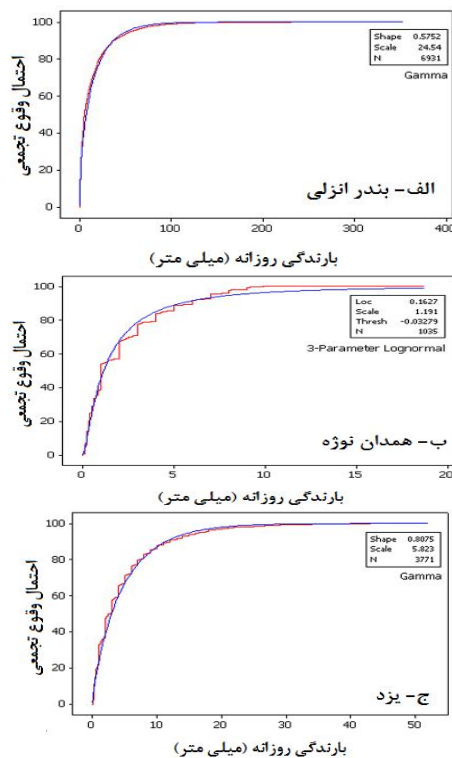 احتمال وقوع تجمعی
100
80
60
40
20
0
Shape 0.5752
Scale 24.54
N 6931
Gamma
الف- بندر انزلی
0 100 200 300 400
بارندگی روزانه (میلی متر)
احتمال وقوع تجمعی
100
80
60
40
20
0
Loc 0.1627
Scale 1.191
Thresh -0.03279
N 1035
3-Parameter Lognormal
ب- همدان نوژه
0 5 10 15 20
بارندگی روزانه (میلی متر)
احتمال وقوع تجمعی
100
80
60
40
20
0
Shape 0.8075
Scale 5.823
N 3771
Gamma
ج- یزد
0 10 20 30 40 50
بارندگی روزانه (میلی متر)